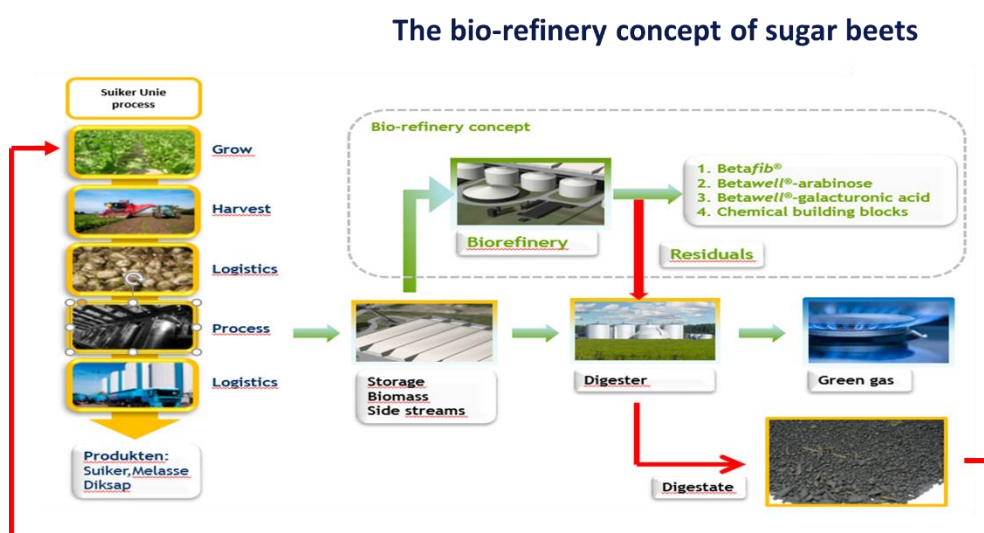 The bio-refinery concept of sugar beets
Suiker Unie
process
Grow
Harvest
Logistics
Process
Logistics
Produkten:
Suiker, Melasse
Diksap
Bio-refinery concept
Biorefinery
1. Betafib®
2. Betawell®-arabinose
3. Betawell®-galacturonic acid
4. Chemical building blocks
Residuals
Storage
Biomass
Side streams
Digester
Green gas
Digestate